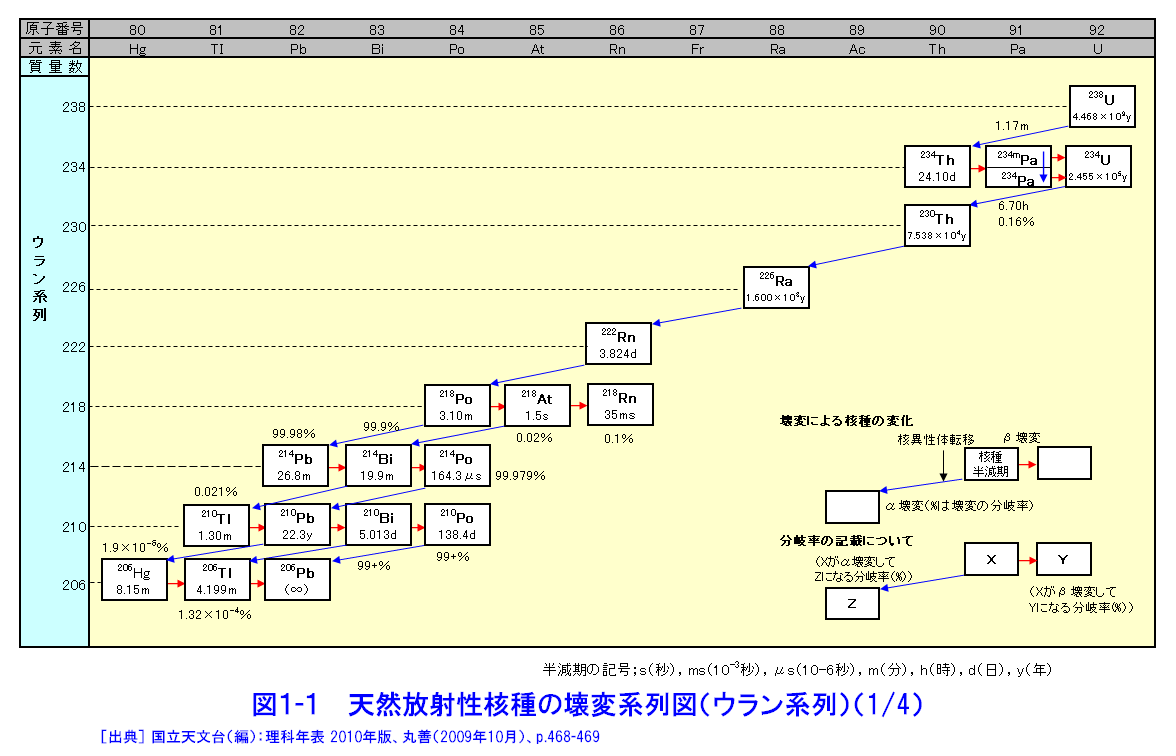 原子番号 80 81 82 83 84 85 86 87 88 89 90 91 92
元素名 Hg Tl Pb Bi Po At Rn Fr Ra Ac Th Pa U
質量数
ウラン系列
238
²³⁸U
4.468×10⁹y
1.17m
234
²³⁴Th
24.10d
²³⁴ᵐPa
²³⁴Pa
²³⁴U
2.455×10⁵y
230
²³⁰Th
7.538×10⁴y
6.70h
0.16%
226
²²⁶Ra
1.600×10³y
222
²²²Rn
3.824d
218
²¹⁸Po
3.10m
²¹⁸At
1.5s
²¹⁸Rn
35ms
99.98%
99.9%
0.02%
0.1%
214
²¹⁴Pb
26.8m
²¹⁴Bi
19.9m
²¹⁴Po
164.3μs
99.979%
0.021%
210
²¹⁰Tl
1.30m
²¹⁰Pb
22.3y
²¹⁰Bi
5.013d
²¹⁰Po
138.4d
1.9×10⁻⁶%
99+%
99+%
206
²⁰⁶Hg
8.15m
²⁰⁶Tl
4.199m
²⁰⁶Pb
(∞)
1.32×10⁻⁴%
壊変による核種の変化
核異性体転移
β壊変
核種
半減期
α壊変(%は壊変の分岐率)
分岐率の記載について
(Xがα壊変して
Zになる分岐率(%))
X
Y
Z
(Xがβ壊変して
Yになる分岐率(%))
半減期の記号;s(秒), ms(10⁻³秒), μs(10-6秒), m(分), h(時), d(日), y(年)
図1-1 天然放射性核種の壊変系列図(ウラン系列)(1/4)
[出典] 国立天文台(編):理科年表 2010年版、丸善(2009年10月)、p.468-469